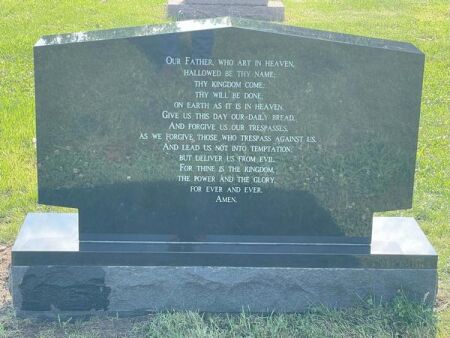 Our Father, who art in heaven,
hallowed be thy name;
thy kingdom come;
thy will be done;
on earth as it is in heaven.
Give us this day our daily bread.
And forgive us our trespasses,
as we forgive those who trespass against us.
And lead us not into temptation;
but deliver us from evil.
For thine is the kingdom,
the power and the glory,
for ever and ever.
Amen.